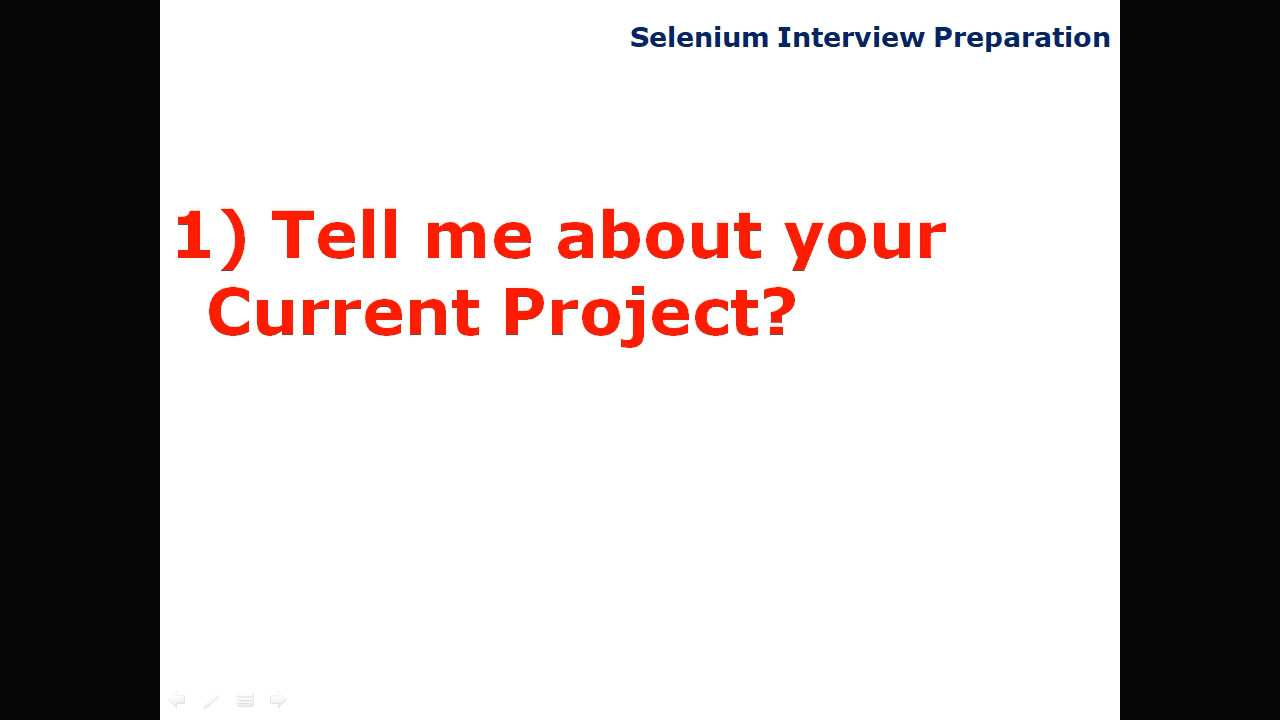 Selenium Interview Preparation
1) Tell me about your
Current Project?